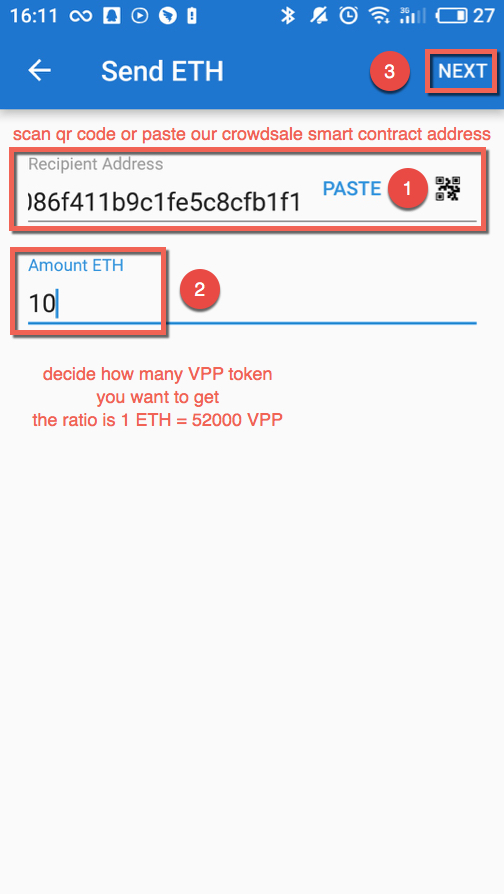 16:11 3G 27
Send ETH 3 NEXT
scan qr code or paste our crowdsale smart contract address
Recipient Address
086f411b9c1fe5c8cfb1f1 PASTE 1
Amount ETH
10 2
decide how many VPP token
you want to get
the ratio is 1 ETH = 52000 VPP